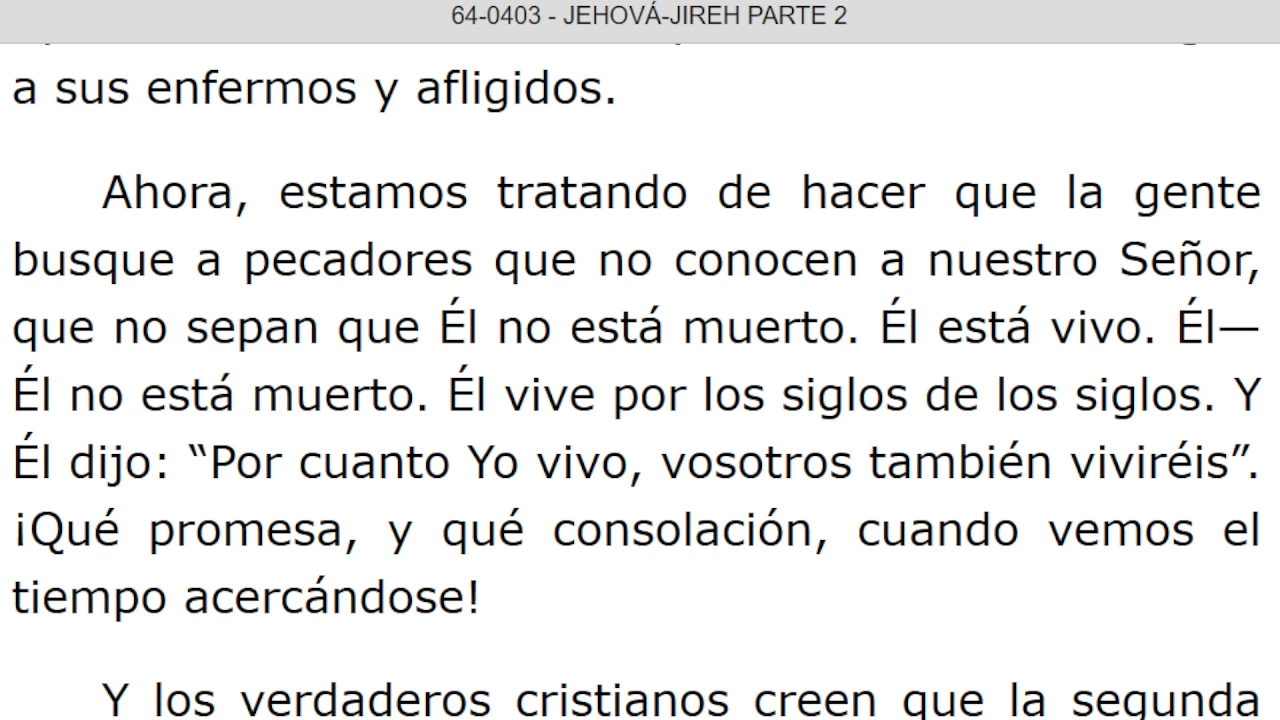 64-0403 - JEHOVÁ-JIREH PARTE 2
a sus enfermos y afligidos.
Ahora, estamos tratando de hacer que la gente
busque a pecadores que no conocen a nuestro Señor,
que no sepan que Él no está muerto. Él está vivo. Él—
Él no está muerto. Él vive por los siglos de los siglos. Y
Él dijo: “Por cuanto Yo vivo, vosotros también viviréis”.
¡Qué promesa, y qué consolación, cuando vemos el
tiempo acercándose!
Y los verdaderos cristianos creen que la segunda